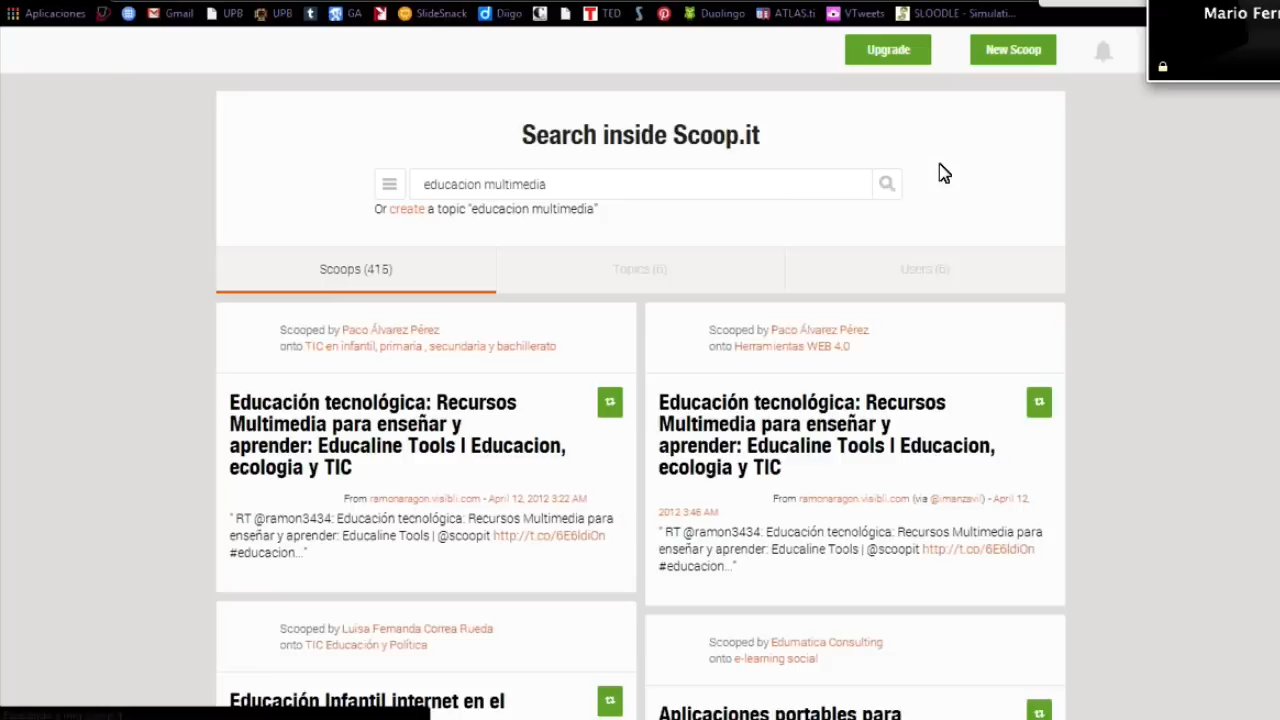 Aplicaciones Gmail UPB UPB GA SlideSnack Diigo TED Duolingo ATLAS.ti VTweets SLOODLE - Simulati...
Mario Ferr
Upgrade New Scoop
Search inside Scoop.it
educacion multimedia
Or create a topic "educacion multimedia"
Scoops (415) Topics (6) Users (6)
Scooped by Paco Álvarez Pérez
onto TIC en infantil, primaria , secundaria y bachillerato
Educación tecnológica: Recursos
Multimedia para enseñar y
aprender: Educaline Tools | Educacion,
ecologia y TIC
From ramonaragon.visibli.com - April 12, 2012 3:22 AM
" RT @ramon3434: Educación tecnológica: Recursos Multimedia para
enseñar y aprender: Educaline Tools | @scoopit http://t.co/6E6ldiOn
#educacion..."
Scooped by Paco Álvarez Pérez
onto Herramientas WEB 4.0
Educación tecnológica: Recursos
Multimedia para enseñar y
aprender: Educaline Tools | Educacion,
ecologia y TIC
From ramonaragon.visibli.com (via @imanzavil) - April 12,
2012 3:46 AM
" RT @ramon3434: Educación tecnológica: Recursos Multimedia para
enseñar y aprender: Educaline Tools | @scoopit http://t.co/6E6ldiOn
#educacion..."
Scooped by Luisa Fernanda Correa Rueda
onto TIC Educación y Política
Educación Infantil internet en el
Scooped by Edumatica Consulting
onto e-learning social
Aplicaciones portables para